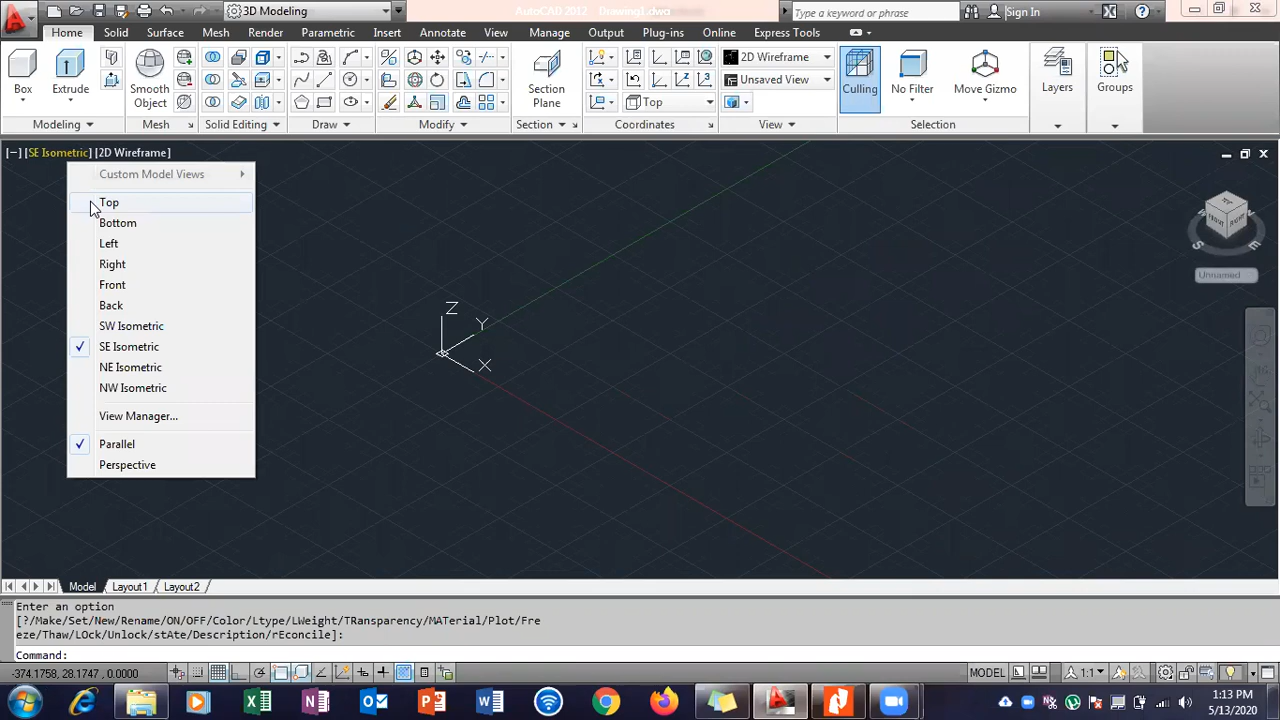 3D Modeling
AutoCAD 2012 Drawing1.dwg
Type a keyword or phrase
Sign In
Home Solid Surface Mesh Render Parametric Insert Annotate View Manage Output Plug-ins Online Express Tools
Box
Extrude
Smooth
Object
Section
Plane
2D Wireframe
Unsaved View
Top
Culling
No Filter
Move Gizmo
Layers
Groups
Modeling
Mesh
Solid Editing
Draw
Modify
Section
Coordinates
View
Selection
[−] [SE Isometric] [2D Wireframe]
Custom Model Views
Top
Bottom
Left
Right
Front
Back
SW Isometric
SE Isometric
NE Isometric
NW Isometric
View Manager...
Parallel
Perspective
Z
Y
X
TOP
FRONT
RIGHT
S
E
Unnamed
Model Layout1 Layout2
Enter an option
[?/Make/Set/New/Rename/ON/OFF/Color/Ltype/LWeight/TRansparency/MATerial/Plot/Fre
eze/Thaw/LOck/Unlock/stAte/Description/rEconcile]:
Command:
-374.1758, 28.1747, 0.0000
MODEL
1:1
1:13 PM
5/13/2020